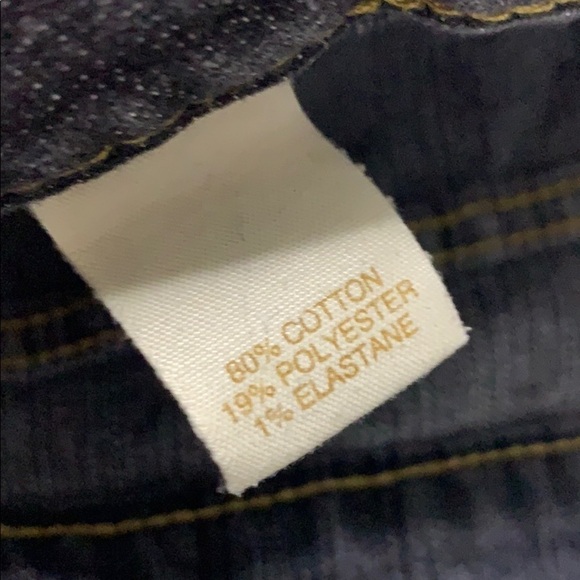 80% COTTON
19% POLYESTER
1% ELASTANE